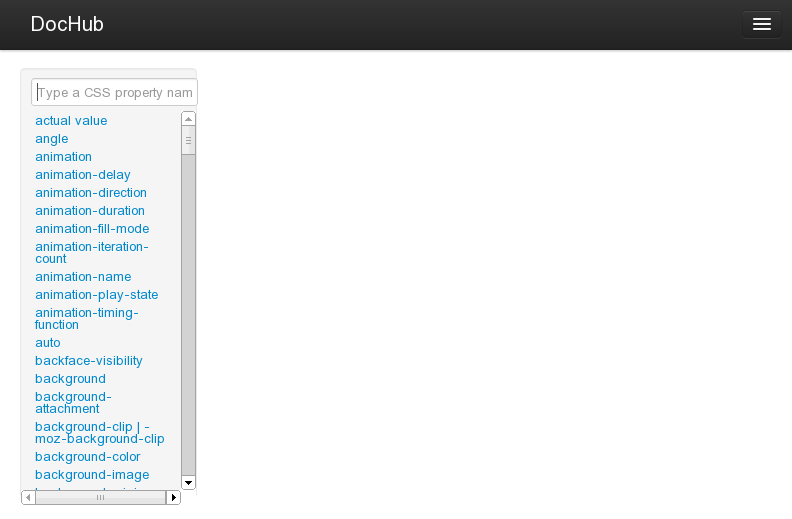 DocHub
Type a CSS property nam
actual value
angle
animation
animation-delay
animation-direction
animation-duration
animation-fill-mode
animation-iteration-
count
animation-name
animation-play-state
animation-timing-
function
auto
backface-visibility
background
background-
attachment
background-clip | -
moz-background-clip
background-color
background-image